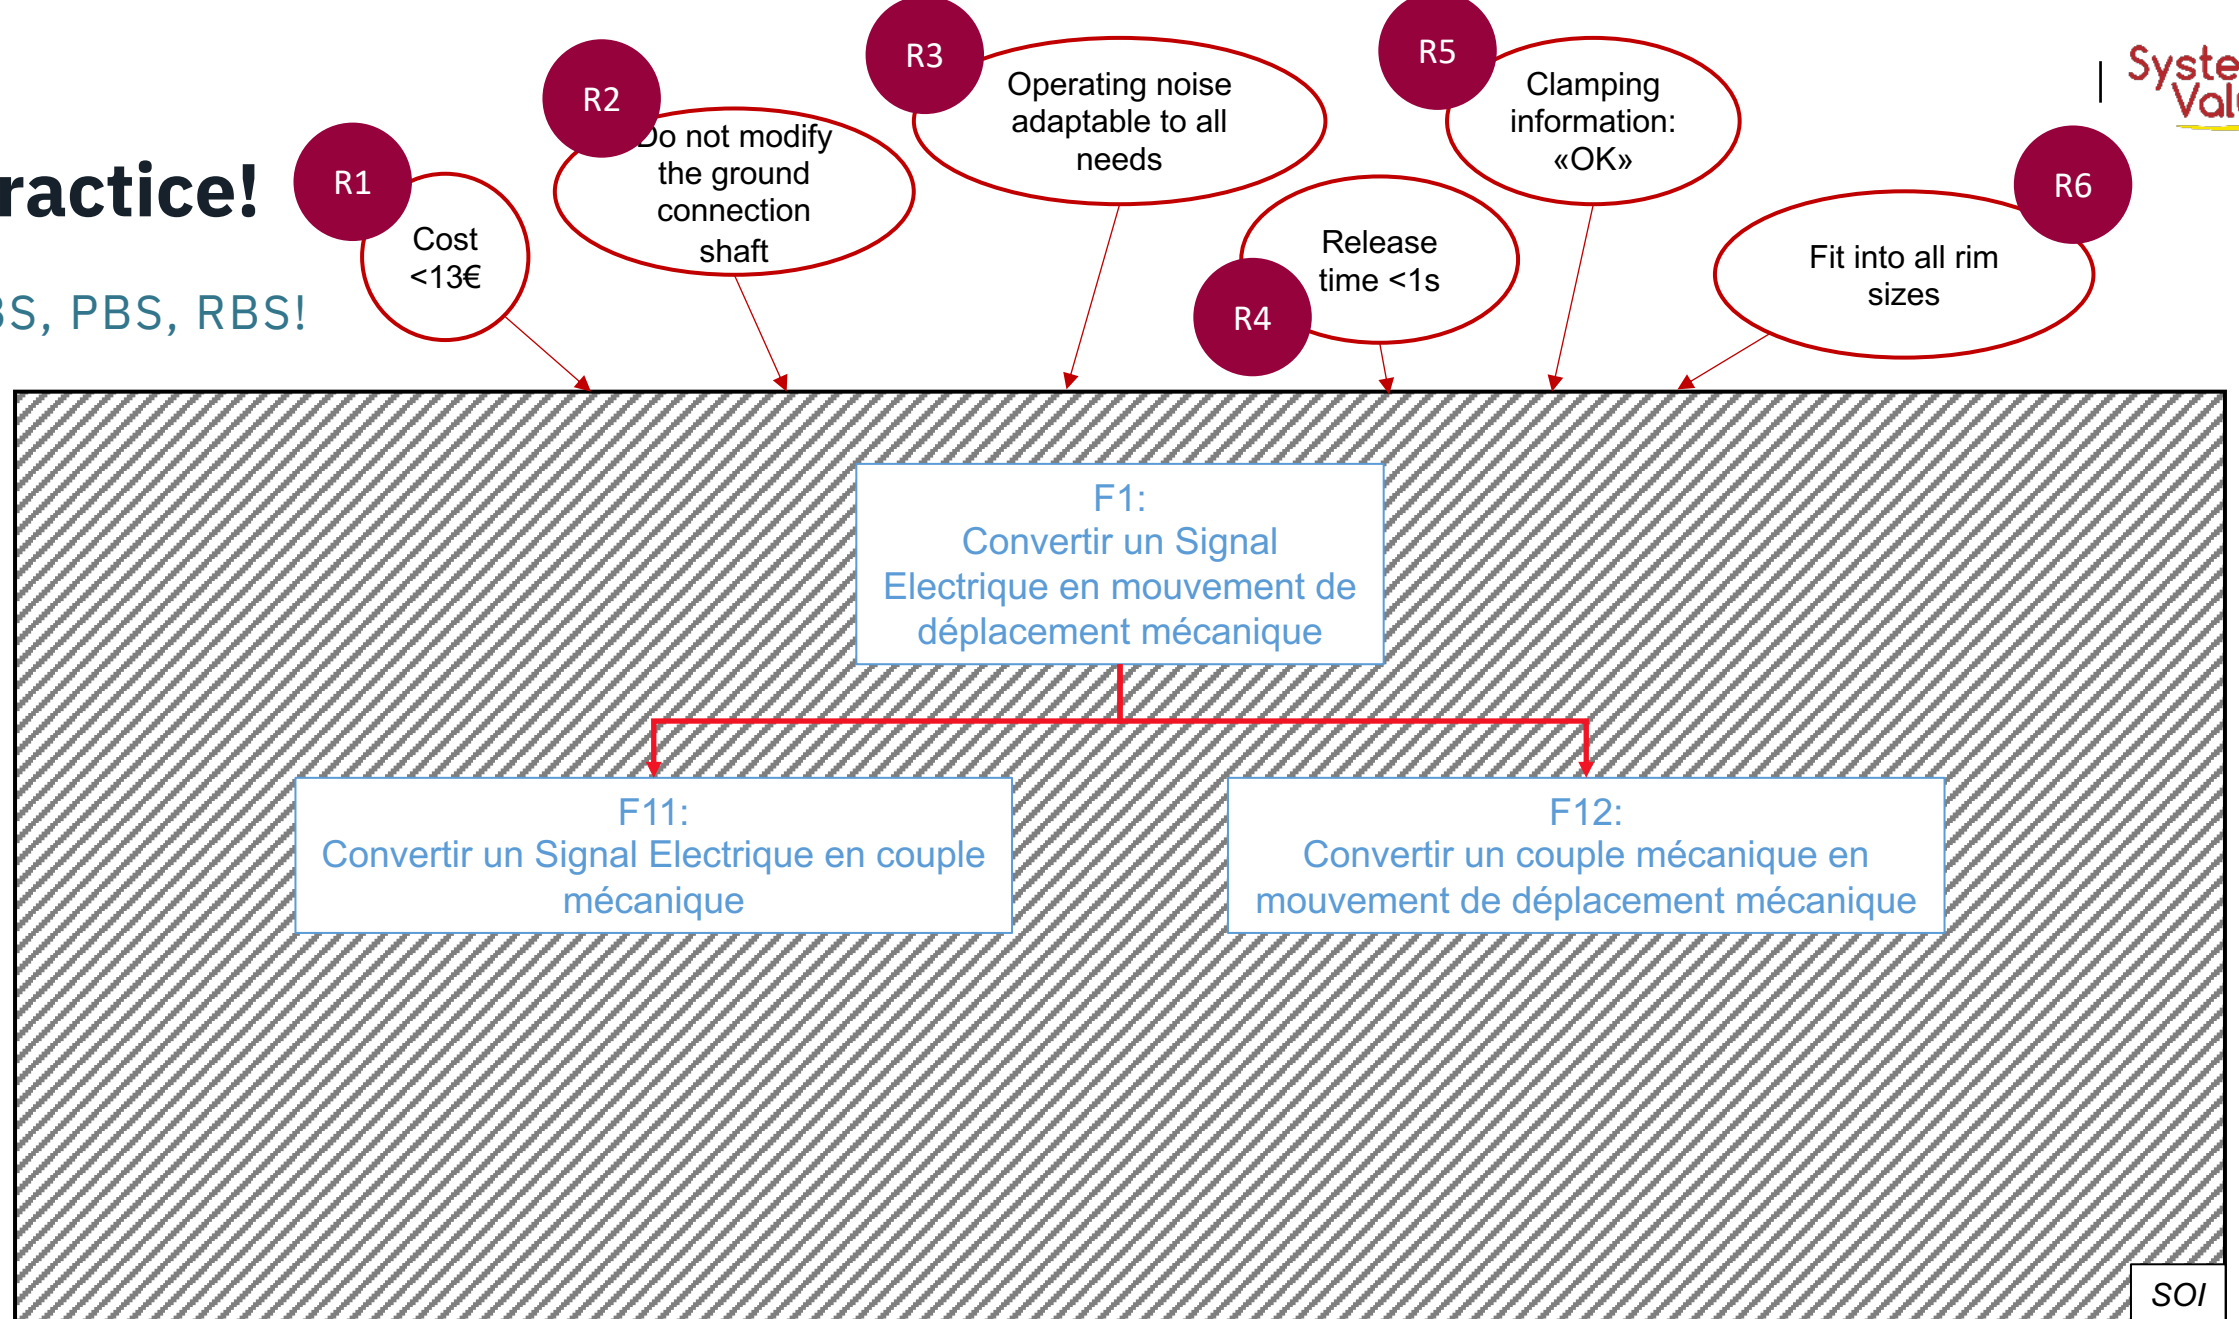 R3
R5
Syste
Valu
R2
Operating noise
adaptable to all
needs
Clamping
information:
«OK»
Do not modify
the ground
connection
shaft
ractice!
R1
R6
Cost
<13€
Release
time <1s
R4
Fit into all rim
sizes
BS, PBS, RBS!
F1:
Convertir un Signal
Electrique en mouvement de
déplacement mécanique
F11:
Convertir un Signal Electrique en couple
mécanique
F12:
Convertir un couple mécanique en
mouvement de déplacement mécanique
SOI